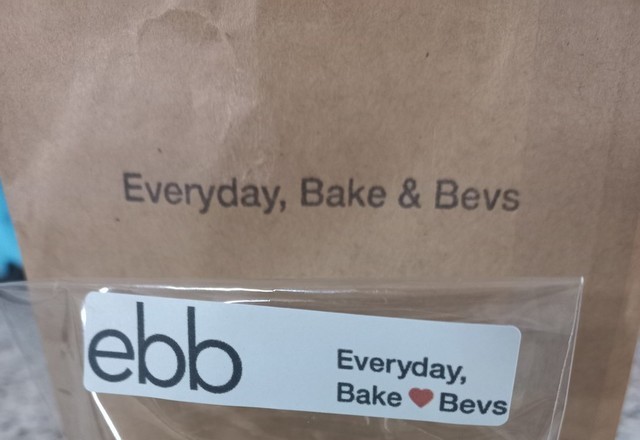 Everyday, Bake & Bevs
ebb
Everyday,
Bake ❤ Bevs